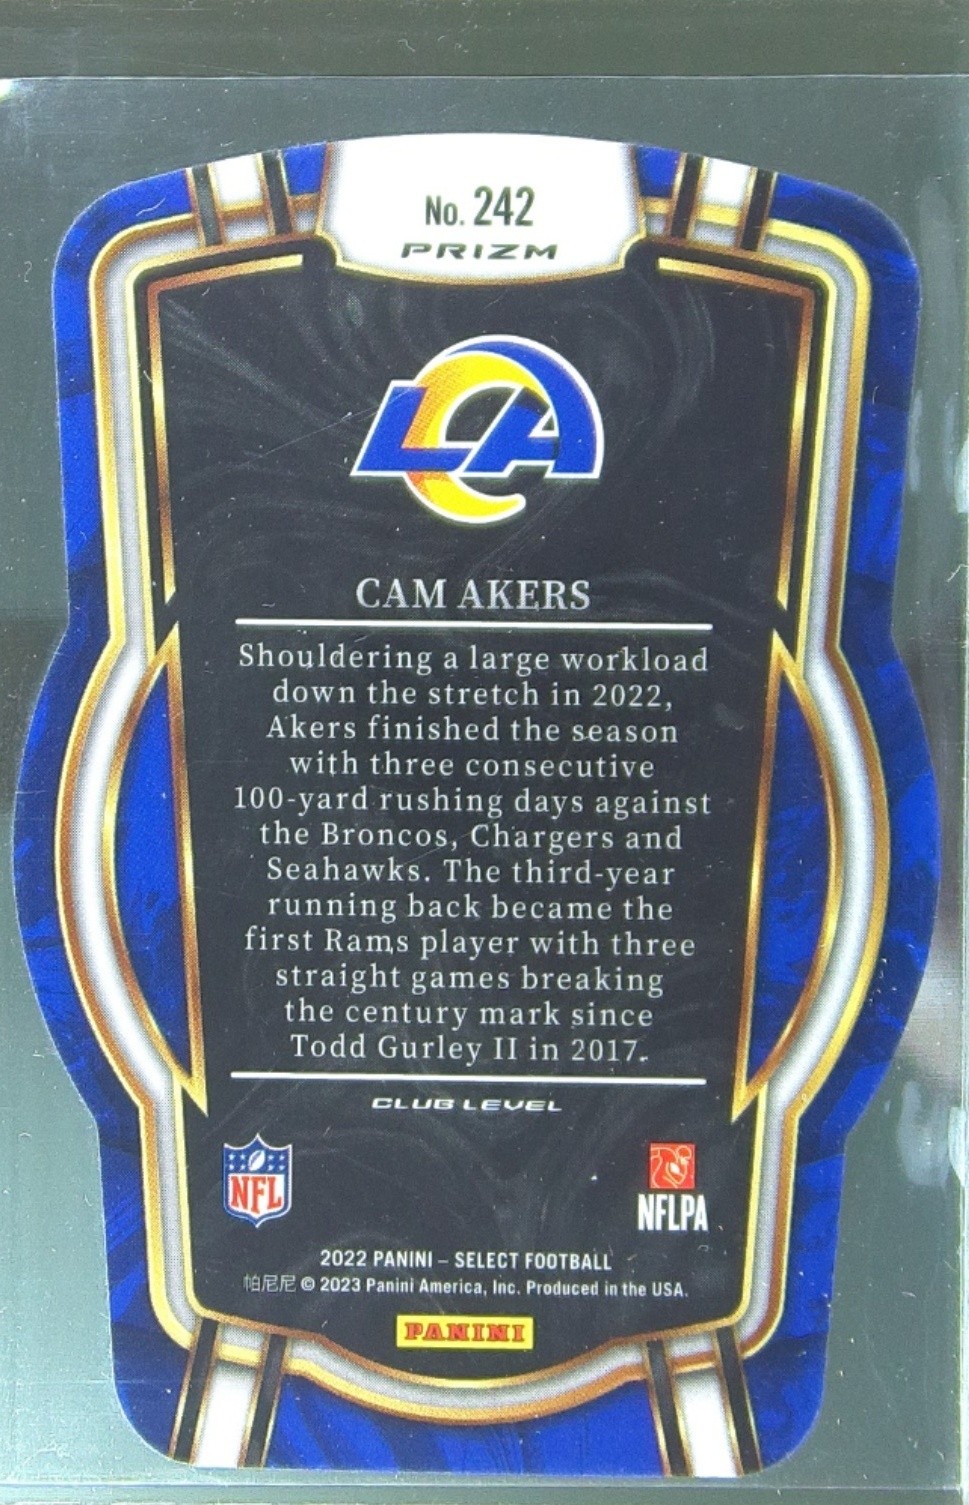 No. 242
PRIZM
LA
CAM AKERS
Shouldering a large workload
down the stretch in 2022,
Akers finished the season
with three consecutive
100-yard rushing days against
the Broncos, Chargers and
Seahawks. The third-year
running back became the
first Rams player with three
straight games breaking
the century mark since
Todd Gurley II in 2017.
CLUB LEVEL
NFL
NFLPA
2022 PANINI – SELECT FOOTBALL
帕尼尼 © 2023 Panini America, Inc. Produced in the USA.
PANINI